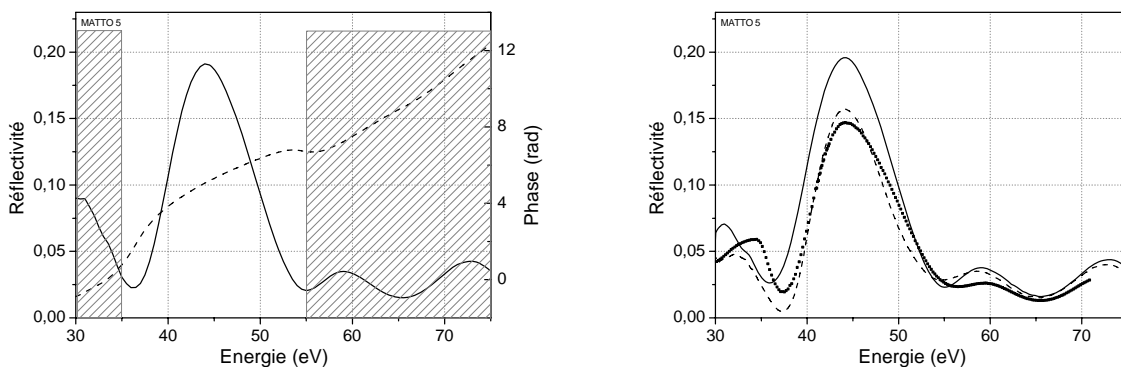 MATTO 5
0,20
0,15
0,10
0,05
0,00
Réflectivité
12
8
4
0
Phase (rad)
30 40 50 60 70
Energie (eV)
MATTO 5
0,20
0,15
0,10
0,05
0,00
Réflectivité
30 40 50 60 70
Energie (eV)